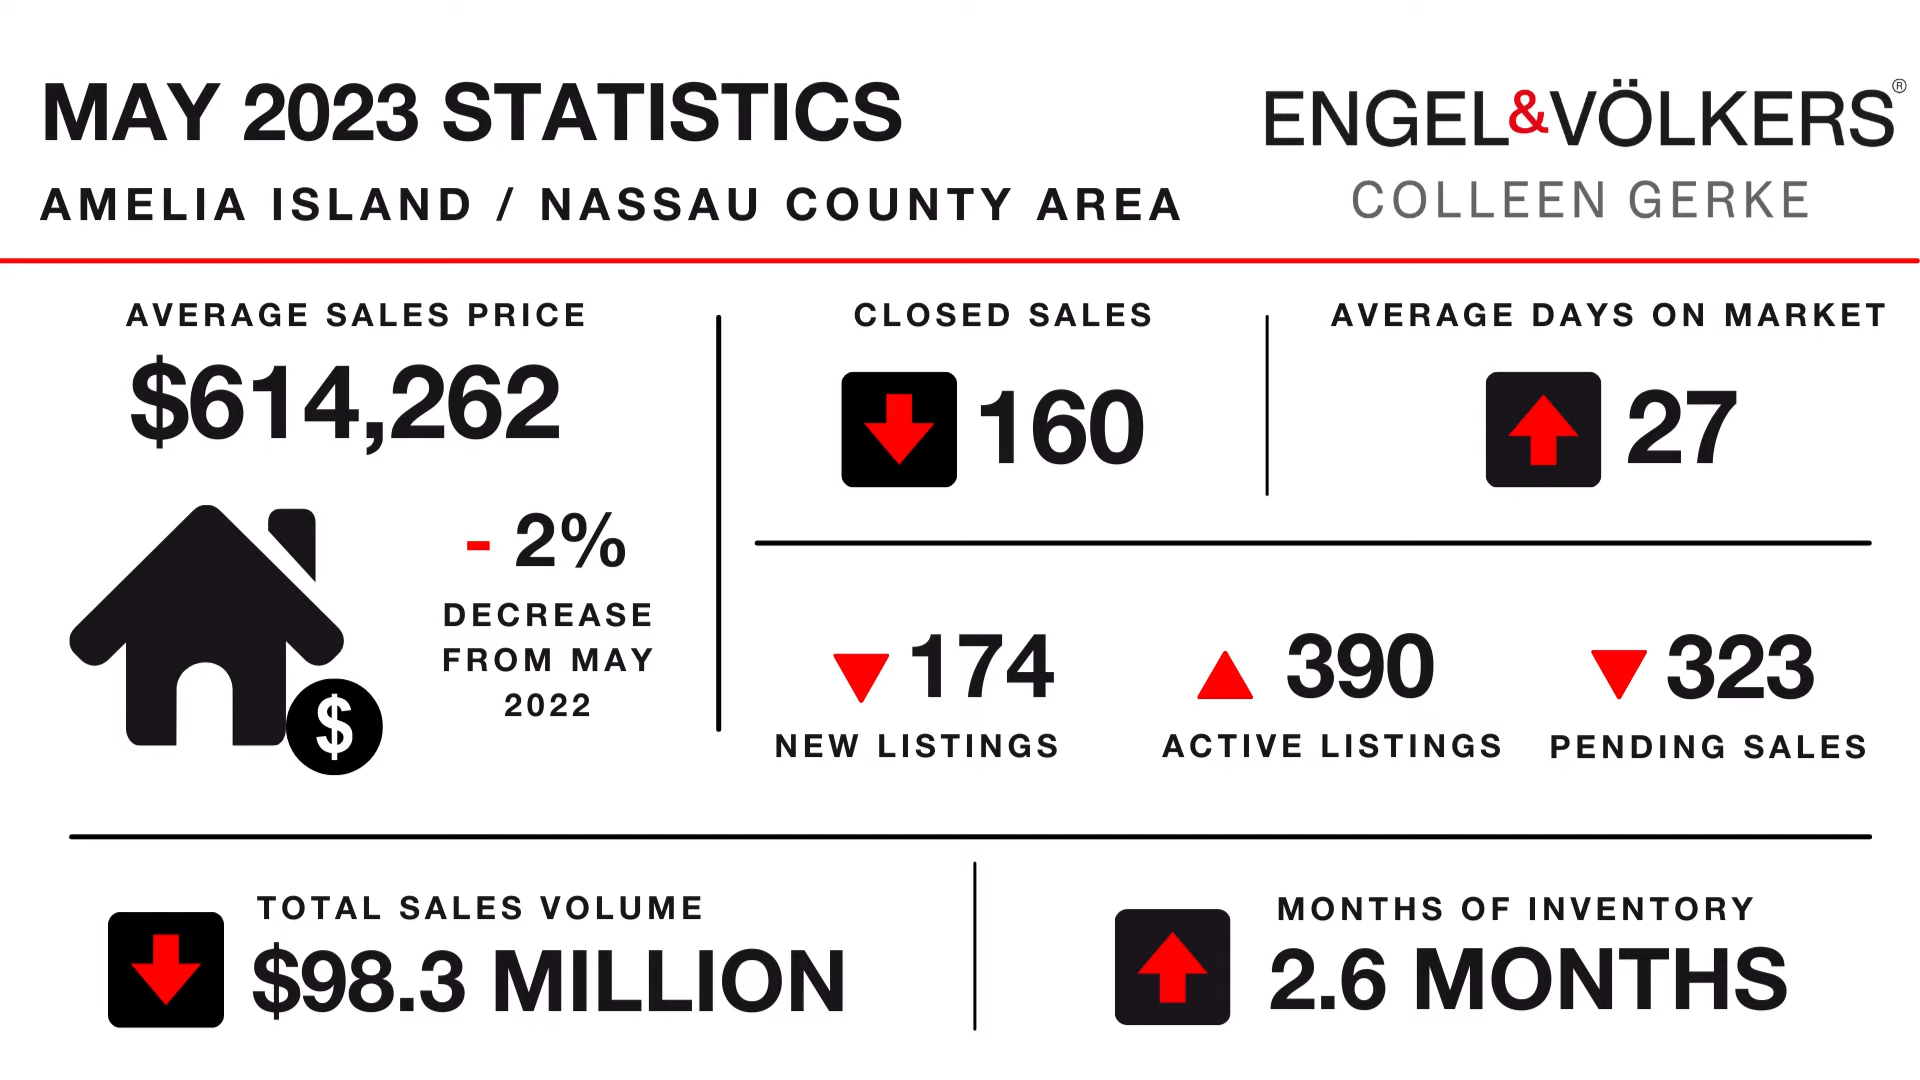 MAY 2023 STATISTICS
AMELIA ISLAND / NASSAU COUNTY AREA
ENGEL&VÖLKERS®
COLLEEN GERKE
AVERAGE SALES PRICE
$614,262
- 2%
DECREASE
FROM MAY
2022
$
CLOSED SALES
160
AVERAGE DAYS ON MARKET
27
174
NEW LISTINGS
390
ACTIVE LISTINGS
323
PENDING SALES
TOTAL SALES VOLUME
$98.3 MILLION
MONTHS OF INVENTORY
2.6 MONTHS